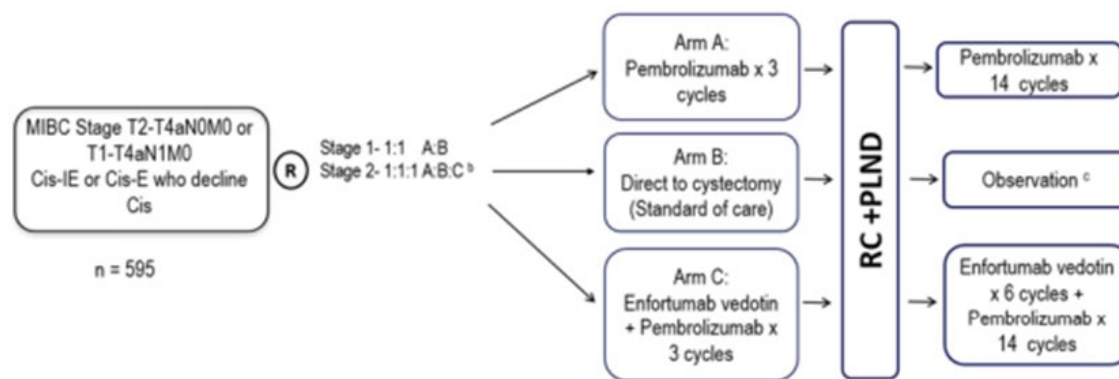 MIBC Stage T2-T4aN0M0 or
T1-T4aN1M0
Cis-IE or Cis-E who decline
Cis
n = 595
R
Stage 1- 1:1 A:B
Stage 2- 1:1:1 A:B:C b
Arm A:
Pembrolizumab x 3
cycles
Arm B:
Direct to cystectomy
(Standard of care)
Arm C:
Enfortumab vedotin
+ Pembrolizumab x
3 cycles
RC +PLND
Pembrolizumab x
14 cycles
Observation c
Enfortumab vedotin
x 6 cycles +
Pembrolizumab x
14 cycles